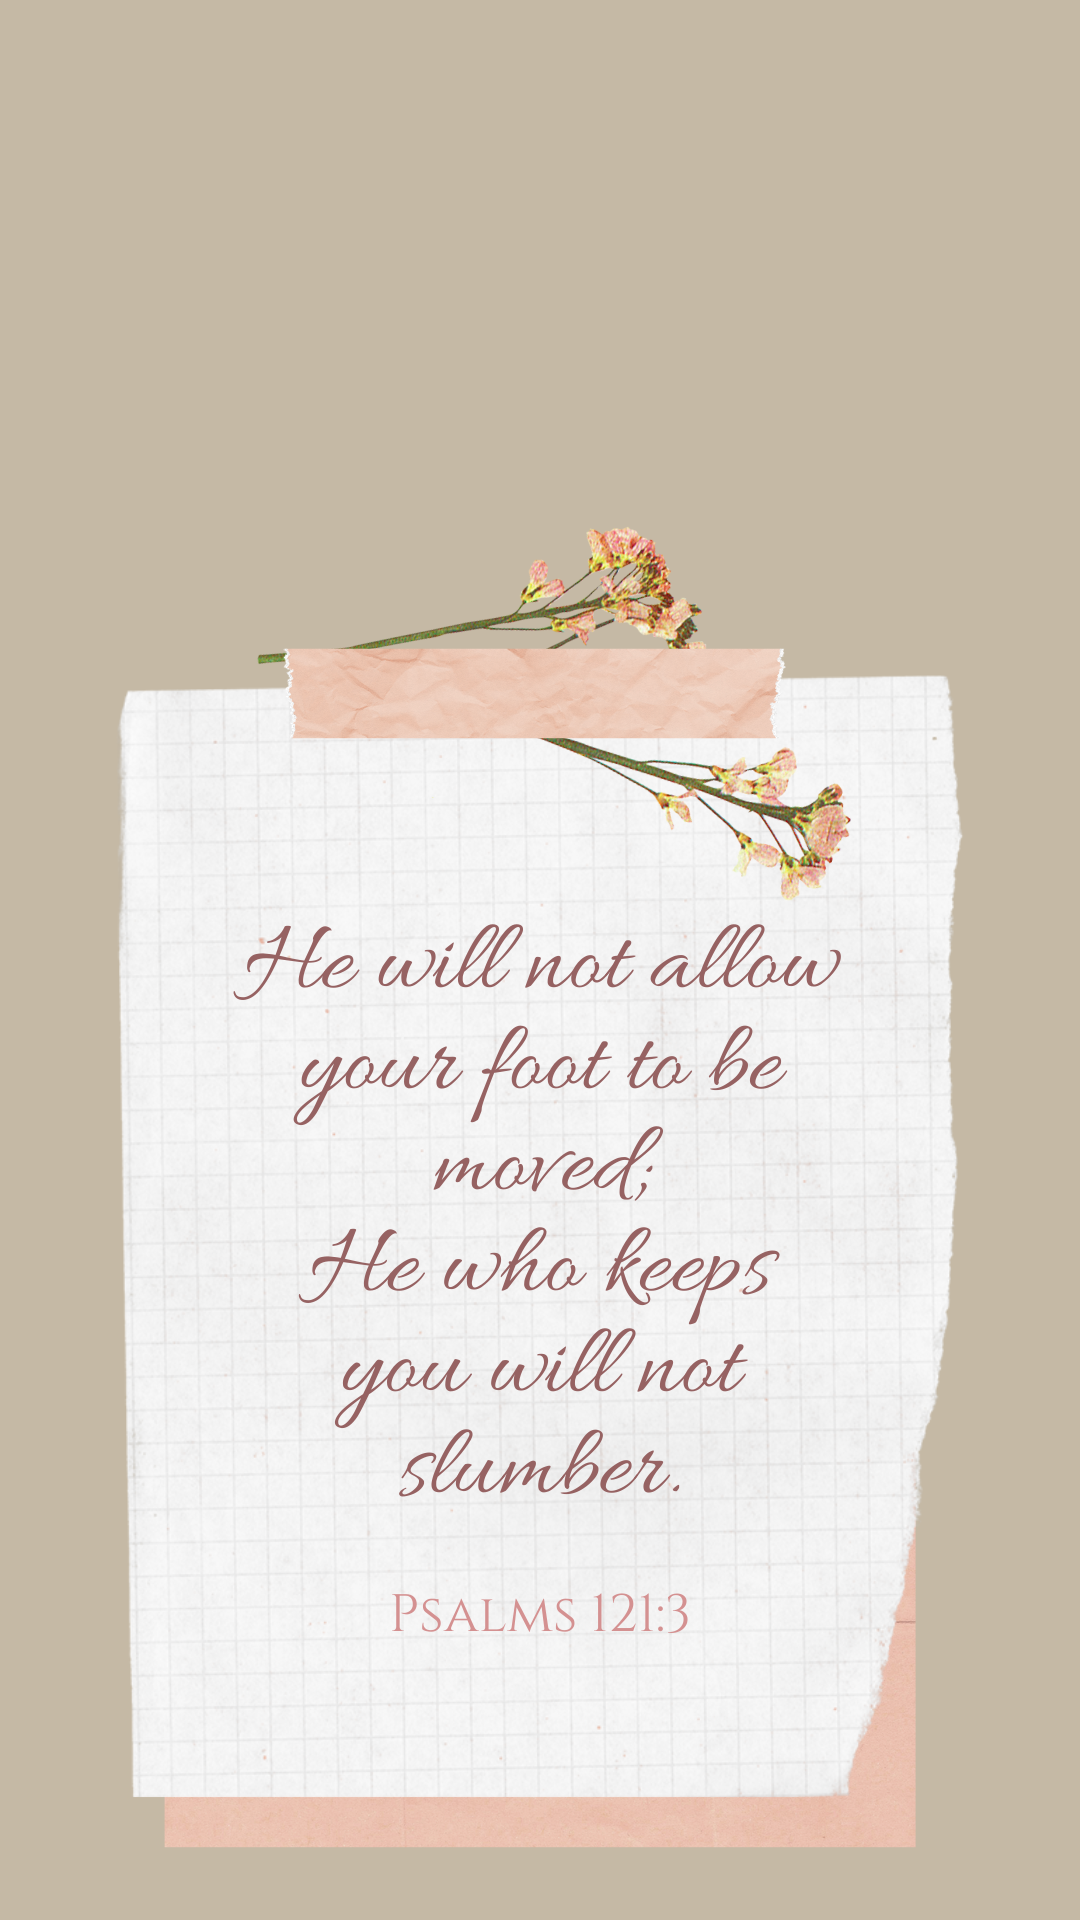 He will not allow
your foot to be
moved;
He who keeps
you will not
slumber.
Psalms 121:3